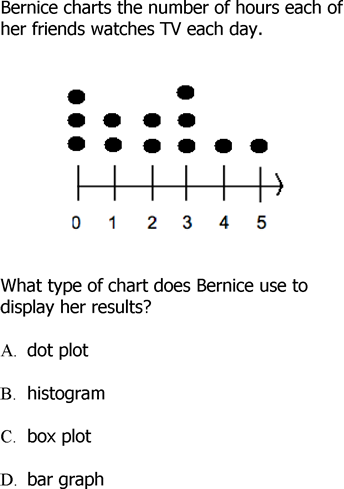 Bernice charts the number of hours each of
her friends watches TV each day.
0 1 2 3 4 5
What type of chart does Bernice use to
display her results?
A. dot plot
B. histogram
C. box plot
D. bar graph